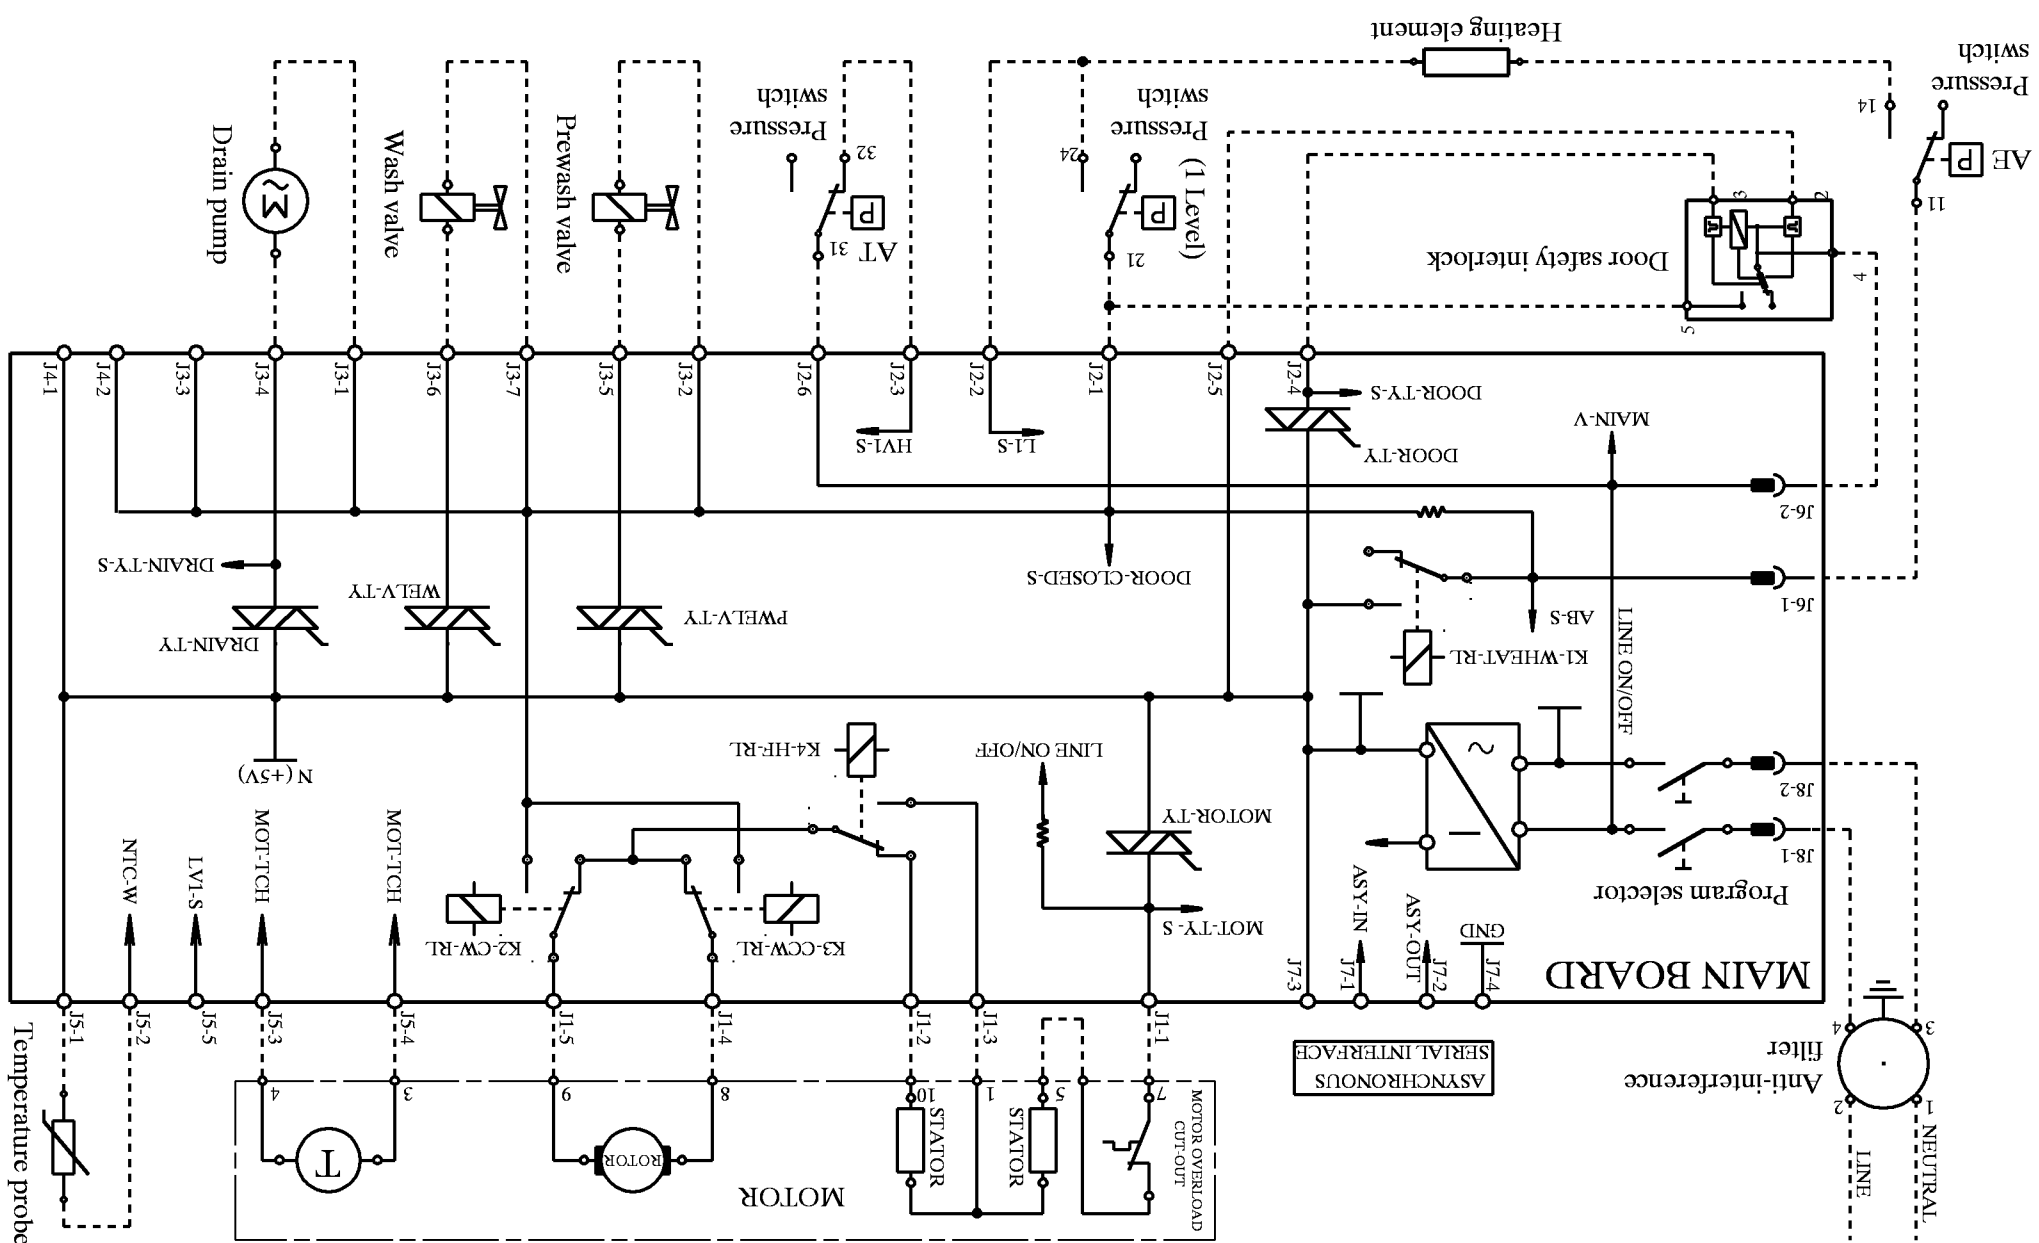 Heating element
Pressure
switch
14
AE
P
11
Pressure
switch
(1 Level)
24
P
21
Pressure
switch
32
P
31
AT
Prewash valve
Wash valve
Drain pump
M
~
Door safety interlock
3
2
4
5
J4-1
J4-2
J3-3
J3-4
J3-1
J3-6
J3-7
J3-5
J3-2
J2-6
J2-3
J2-2
J2-1
J2-5
J2-4
DOOR-TY-S
DOOR-TY
MAIN-V
HV1-S
L1-S
J6-2
J6-1
DOOR-CLOSED-S
AB-S
K1-WHEAT-RL
LINE ON/OFF
DRAIN-TY-S
DRAIN-TY
WELV-TY
PWELV-TY
N (+5V)
K4-HF-RL
LINE ON/OFF
MOTOR-TY
MOT-TY- S
J8-2
J8-1
Program selector
~
NTC-W
LV1-S
MOT-TCH
MOT-TCH
K2-CW-RL
K3-CCW-RL
ASY-IN
ASY-OUT
GND
MAIN BOARD
J7-3
J7-1
J7-2
J7-4
J5-1
J5-2
J5-5
J5-3
J5-4
J1-5
J1-4
J1-2
J1-3
J1-1
ASYNCHRONOUS
SERIAL INTERFACE
Anti-interference
filter
4
3
2
1
LINE
NEUTRAL
Temperature probe
4
3
9
8
10
1
5
7
T
ROTOR
STATOR
STATOR
MOTOR OVERLOAD
CUT-OUT
MOTOR